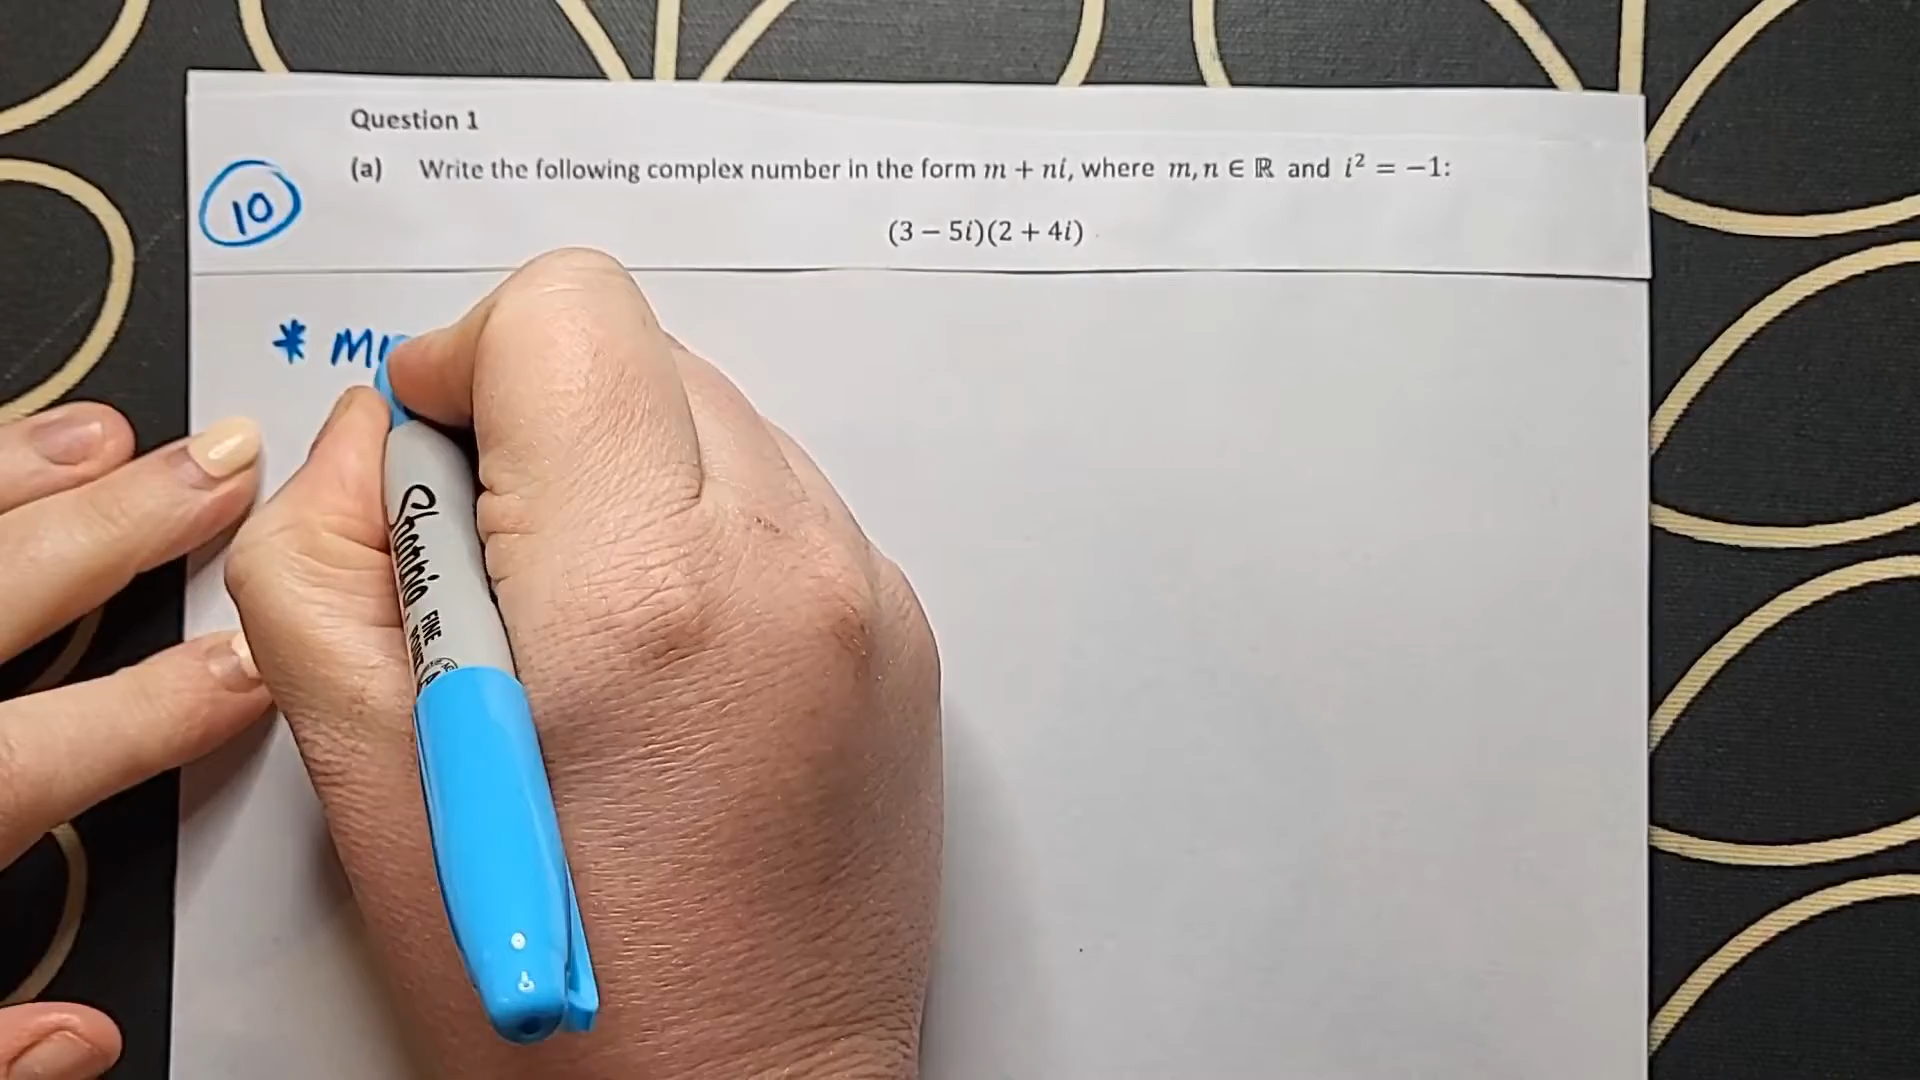 Question 1
(a) Write the following complex number in the form m + ni, where m, n ∈ ℝ and i² = −1:
10
(3 − 5i)(2 + 4i)
*
Sharpie
FINE
POINT